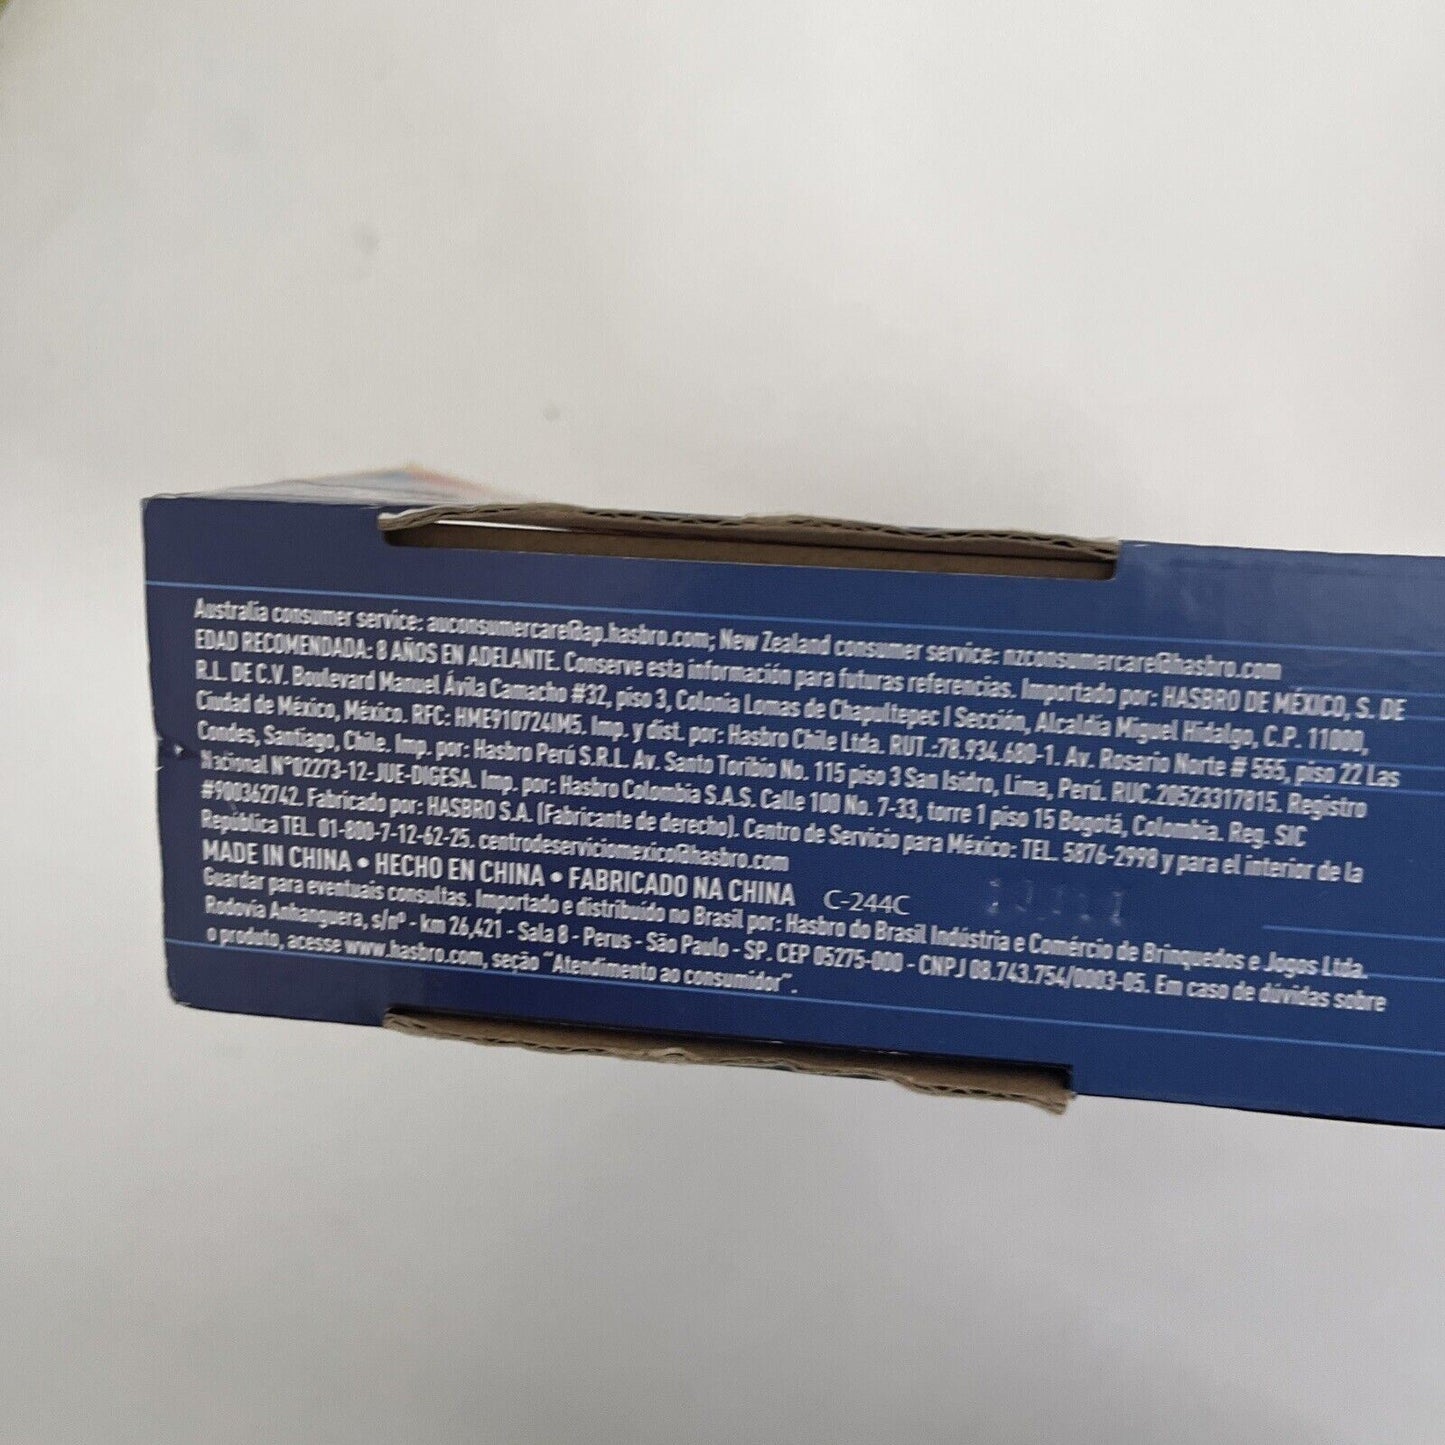 Australia consumer service: auconsumercare@ap.hasbro.com; New Zealand consumer service: nzconsumercare@hasbro.com
EDAD RECOMENDADA: 8 AÑOS EN ADELANTE. Conserve esta información para futuras referencias. Importado por: HASBRO DE MÉXICO, S. DE
R.L. DE C.V. Boulevard Manuel Ávila Camacho #32, piso 3, Colonia Lomas de Chapultepec I Sección, Alcaldía Miguel Hidalgo, C.P. 11000,
Ciudad de México, México. RFC: HME910724IM5. Imp. y dist. por: Hasbro Chile Ltda. RUT.:78.934.680-1. Av. Rosario Norte # 555, piso 22 Las
Condes, Santiago, Chile. Imp. por: Hasbro Perú S.R.L. Av. Santo Toribio No. 115 piso 3 San Isidro, Lima, Perú. RUC.20523317815. Registro
Nacional N°02273-12-JUE-DIGESA. Imp. por: Hasbro Colombia S.A.S. Calle 100 No. 7-33, torre 1 piso 15 Bogotá, Colombia. Reg. SIC
#900362742. Fabricado por: HASBRO S.A. (Fabricante de derecho). Centro de Servicio para México: TEL. 5876-2998 y para el interior de la
República TEL. 01-800-7-12-62-25. centrodeserviciomexico@hasbro.com
MADE IN CHINA • HECHO EN CHINA • FABRICADO NA CHINA C-244C
Guardar para eventuais consultas. Importado e distribuído no Brasil por: Hasbro do Brasil Indústria e Comércio de Brinquedos e Jogos Ltda.
Rodovia Anhanguera, s/nº - km 26,421 - Sala 8 - Perus - São Paulo - SP. CEP 05275-000 - CNPJ 08.743.754/0003-05. Em caso de dúvidas sobre
o produto, acesse www.hasbro.com, seção "Atendimento ao consumidor".